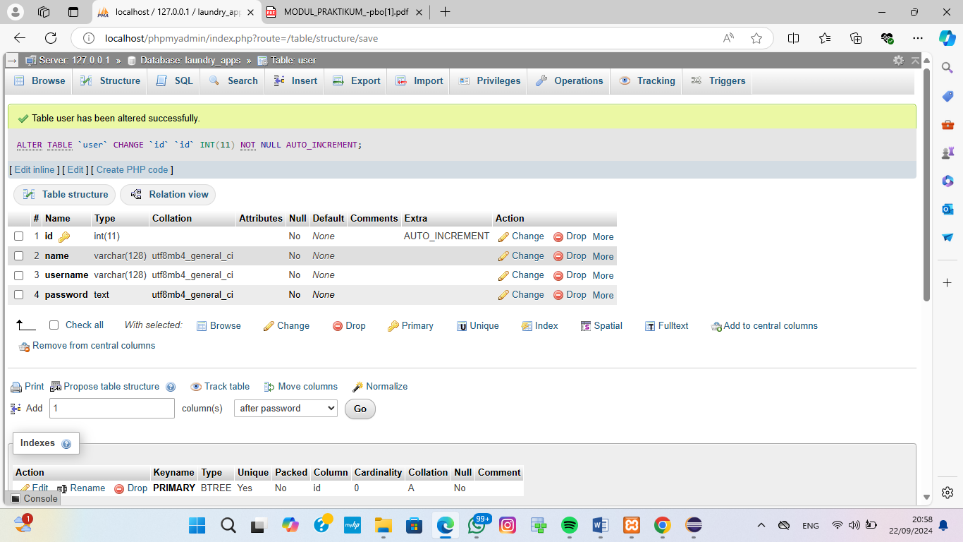 localhost / 127.0.0.1 / laundry_app
MODUL_PRAKTIKUM_-pbo[1].pdf
localhost/phpmyadmin/index.php?route=/table/structure/save
Server: 127.0.0.1 » Database: laundry_apps » Table: user
Browse Structure SQL Search Insert Export Import Privileges Operations Tracking Triggers
Table user has been altered successfully.
ALTER TABLE `user` CHANGE `id` `id` INT(11) NOT NULL AUTO_INCREMENT;
[ Edit inline ] [ Edit ] [ Create PHP code ]
Table structure Relation view
# Name Type Collation Attributes Null Default Comments Extra Action
1 id int(11) No None AUTO_INCREMENT Change Drop More
2 name varchar(128) utf8mb4_general_ci No None Change Drop More
3 username varchar(128) utf8mb4_general_ci No None Change Drop More
4 password text utf8mb4_general_ci No None Change Drop More
Check all With selected: Browse Change Drop Primary Unique Index Spatial Fulltext Add to central columns
Remove from central columns
Print Propose table structure Track table Move columns Normalize
Add 1 column(s) after password Go
Indexes
Action Keyname Type Unique Packed Column Cardinality Collation Null Comment
Edit Rename Drop PRIMARY BTREE Yes No id 0 A No
Console
1 99+ ENG 20:58
22/09/2024